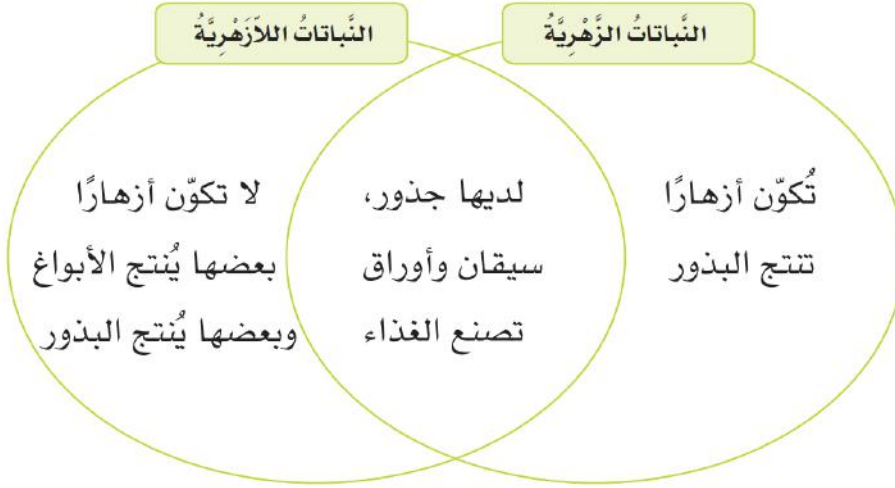 النَّباتاتُ الزَّهْرِيَّةُ
النَّباتاتُ اللاَّزَهْرِيَّةُ
تُكوّن أزهارًا
تنتج البذور
لديها جذور،
سيقان وأوراق
تصنع الغذاء
لا تكوّن أزهارًا
بعضها يُنتج الأبواغ
وبعضها يُنتج البذور